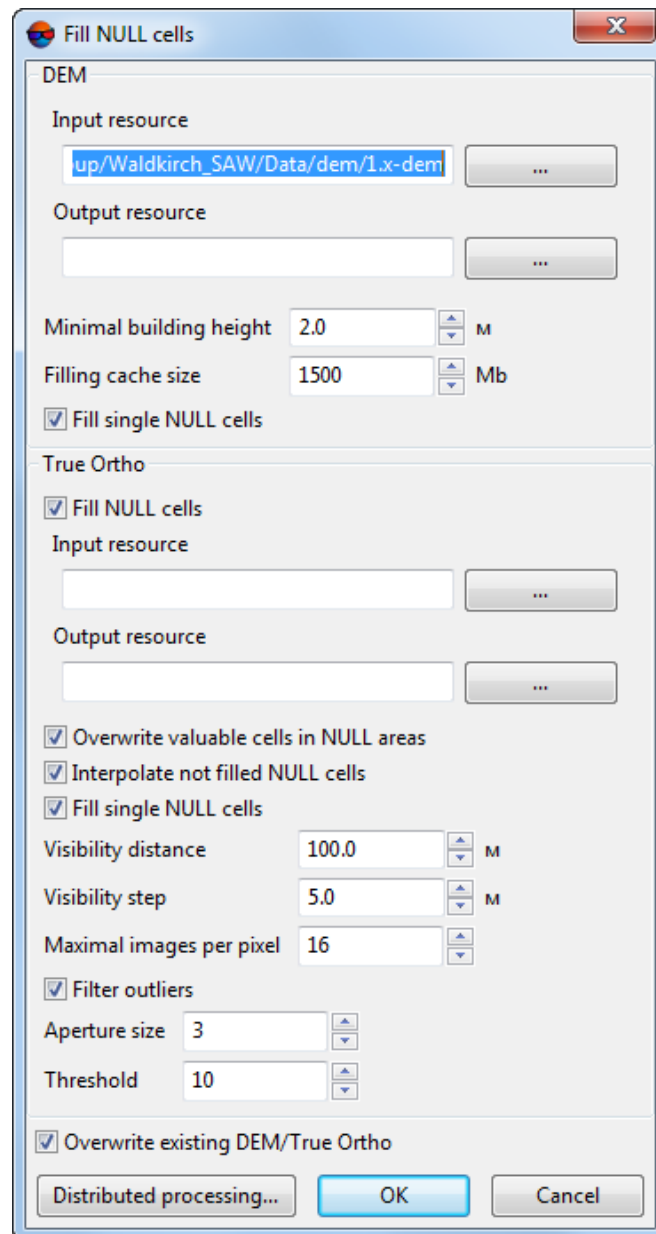 Fill NULL cells
DEM
Input resource
oup/Waldkirch_SAW/Data/dem/1.x-dem ...
Output resource
...
Minimal building height 2.0 м
Filling cache size 1500 Mb
Fill single NULL cells
True Ortho
Fill NULL cells
Input resource
...
Output resource
...
Overwrite valuable cells in NULL areas
Interpolate not filled NULL cells
Fill single NULL cells
Visibility distance 100.0 м
Visibility step 5.0 м
Maximal images per pixel 16
Filter outliers
Aperture size 3
Threshold 10
Overwrite existing DEM/True Ortho
Distributed processing... OK Cancel